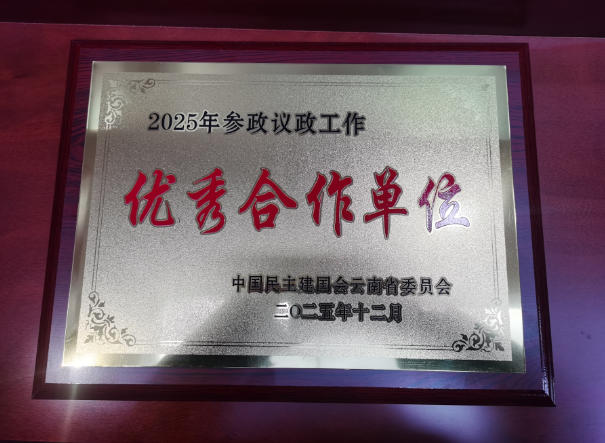 2025年参政议政工作
优秀合作单位
中国民主建国会云南省委员会
二〇二五年十二月